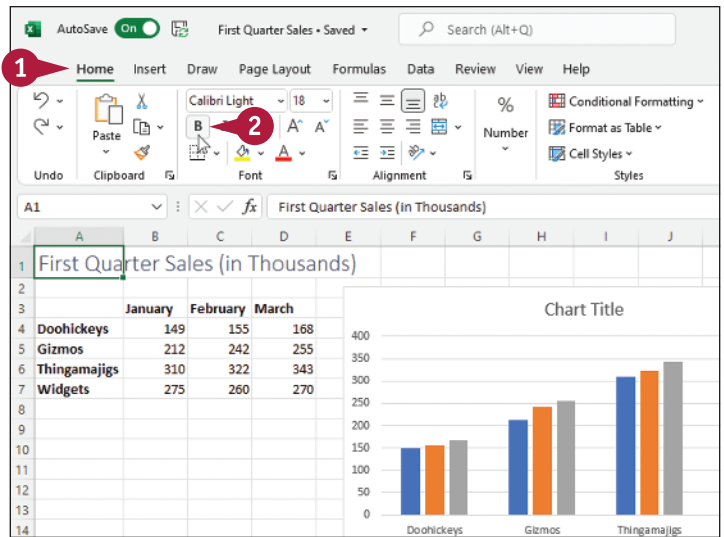 AutoSave On First Quarter Sales • Saved Search (Alt+Q)
1
Home Insert Draw Page Layout Formulas Data Review View Help
Calibri Light 18 ab
Paste B 2 A^ A˅ % Number
A
Conditional Formatting
Format as Table
Cell Styles
Undo Clipboard Font Alignment Styles
A1 fx First Quarter Sales (in Thousands)
A B C D E F G H I J
1 First Quarter Sales (in Thousands)
2
3 January February March
4 Doohickeys 149 155 168
5 Gizmos 212 242 255
6 Thingamajigs 310 322 343
7 Widgets 275 260 270
8
9
10
11
12
13
14
Chart Title
400
350
300
250
200
150
100
50
0
Doohickeys Gizmos Thingamajigs